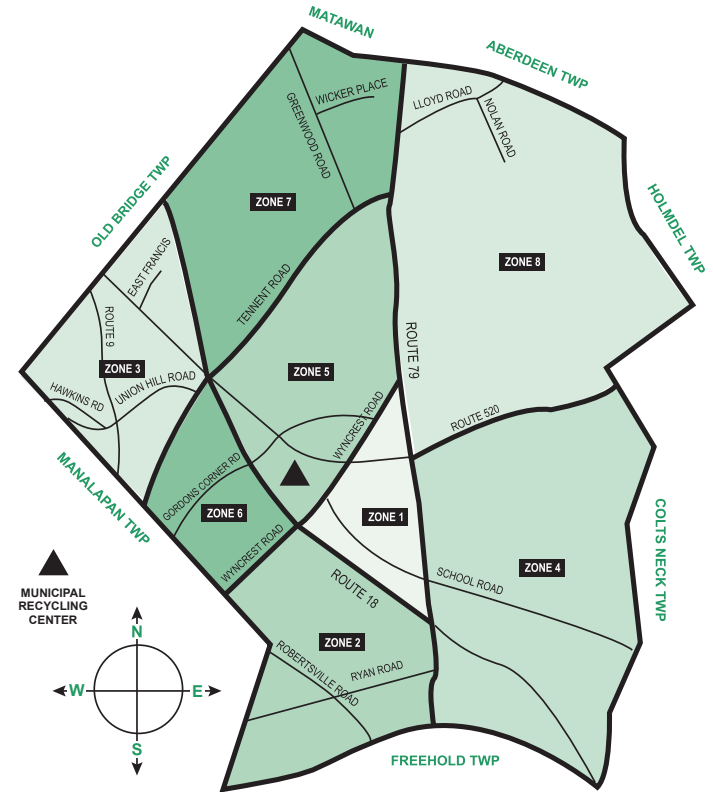 MATAWAN
ABERDEEN TWP
WICKER PLACE
LLOYD ROAD
GREENWOOD ROAD
NOLAN ROAD
OLD BRIDGE TWP
HOLMDEL TWP
ZONE 7
EAST FRANCIS
ZONE 8
TENNENT ROAD
ROUTE 9
ROUTE 79
ZONE 3
ZONE 5
UNION HILL ROAD
HAWKINS RD
WYNCREST ROAD
ROUTE 520
GORDONS CORNER RD
MANALAPAN TWP
ZONE 6
ZONE 1
WYNCREST ROAD
COLTS NECK TWP
ZONE 4
SCHOOL ROAD
ROUTE 18
MUNICIPAL
RECYCLING
CENTER
ZONE 2
N
ROBERTSVILLE ROAD
RYAN ROAD
W
E
S
FREEHOLD TWP